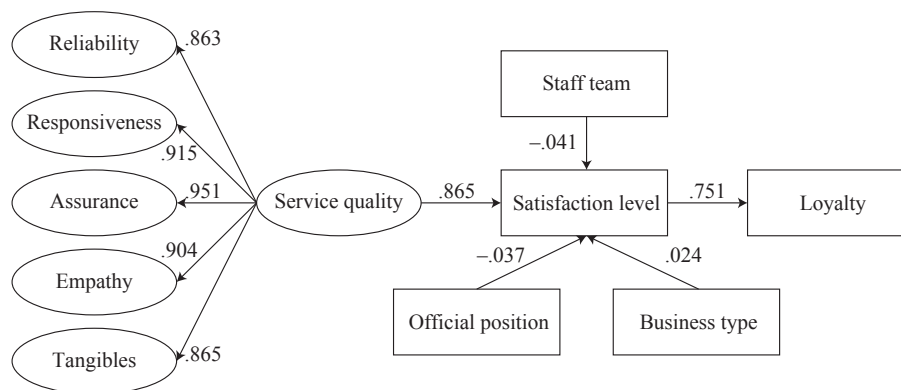 Reliability
.863
Staff team
Responsiveness
–.041
.915
.951
Assurance
Service quality
.865
Satisfaction level
.751
Loyalty
.904
–.037
.024
Empathy
Official position
Business type
Tangibles
.865